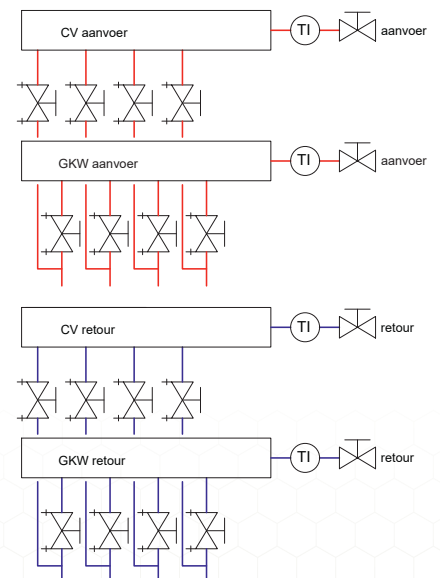 CV aanvoer
TI
aanvoer
GKW aanvoer
TI
aanvoer
CV retour
TI
retour
GKW retour
TI
retour